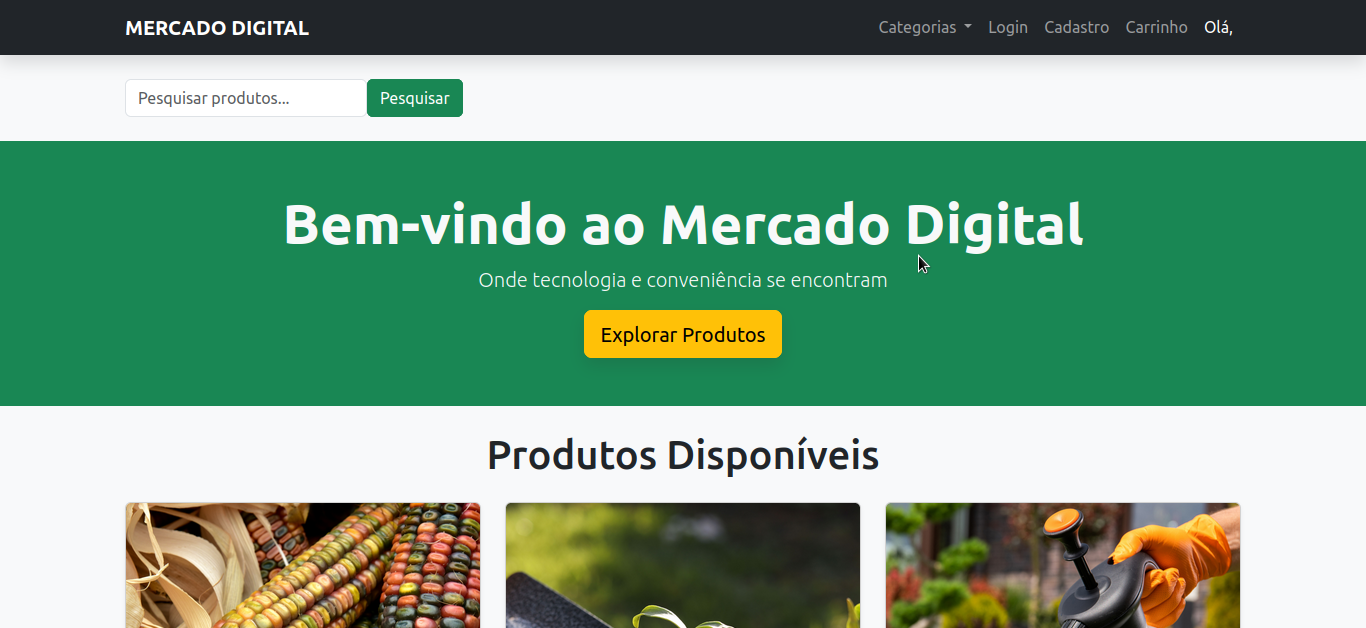 MERCADO DIGITAL
Categorias
Login
Cadastro
Carrinho
Olá,
Pesquisar produtos...
Pesquisar
Bem-vindo ao Mercado Digital
Onde tecnologia e conveniência se encontram
Explorar Produtos
Produtos Disponíveis